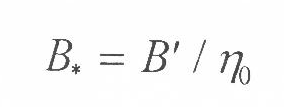 B* = B′ / η₀